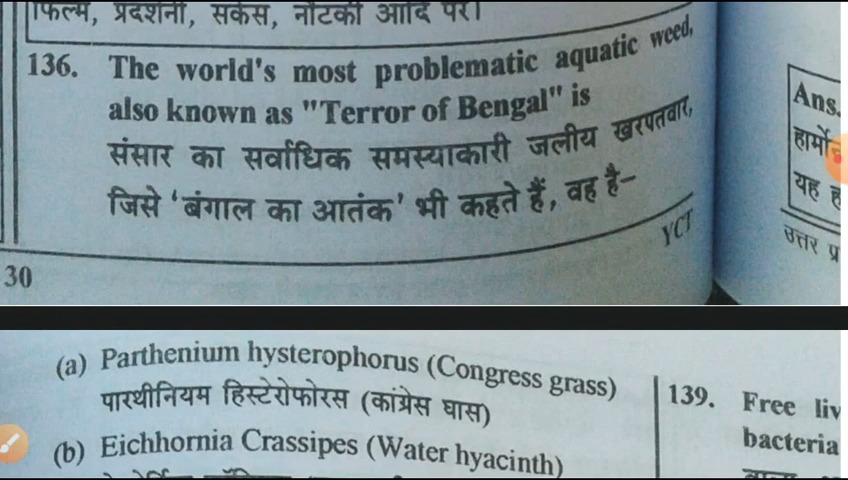 फिल्म, प्रदर्शनी, सर्कस, नौटंकी आदि पर।
136. The world's most problematic aquatic weed,
also known as "Terror of Bengal" is
संसार का सर्वाधिक समस्याकारी जलीय खरपतवार,
जिसे 'बंगाल का आतंक' भी कहते हैं, वह है–
YCT
30
Ans.
यह
उत्तर
(a) Parthenium hysterophorus (Congress grass)
पारथीनियम हिस्टेरोफोरस (कांग्रेस घास)
(b) Eichhornia Crassipes (Water hyacinth)
139. Free liv
bacteria